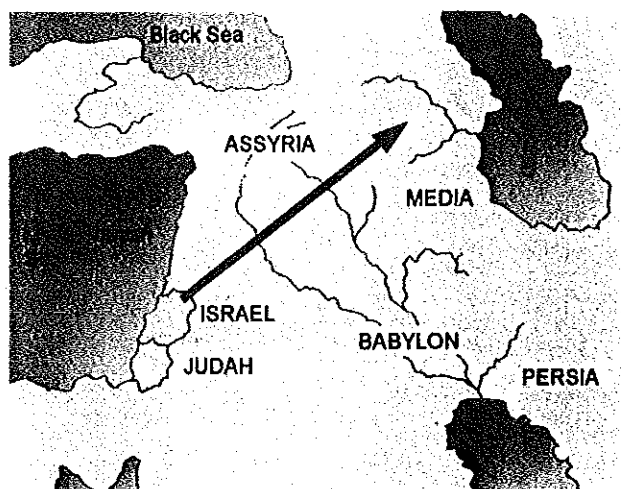 Black Sea
ASSYRIA
MEDIA
ISRAEL
JUDAH
BABYLON
PERSIA